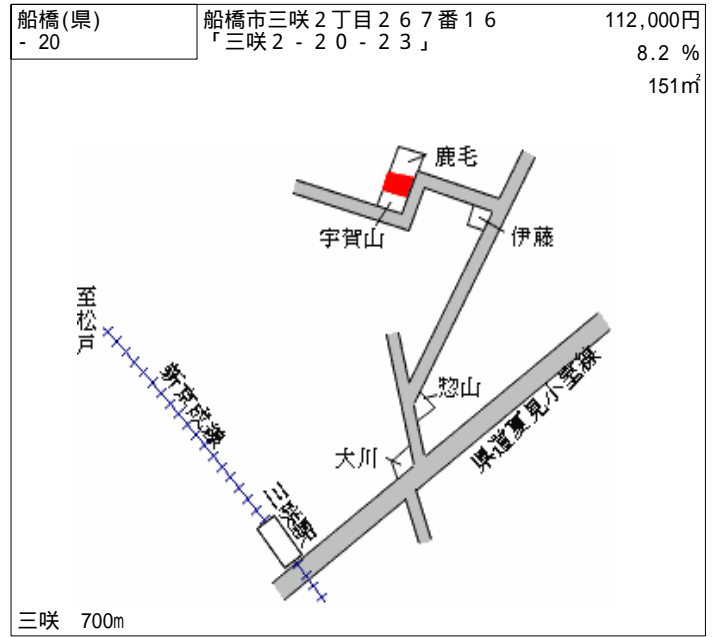 船橋(県)
- 20
船橋市三咲２丁目２６７番１６
「三咲２-２０-２３」
112,000円
8.2 %
151㎡
鹿毛
宇賀山
伊藤
至松戸
新京成線
惣山
県道夏見小室線
大川
三咲駅
三咲 700m